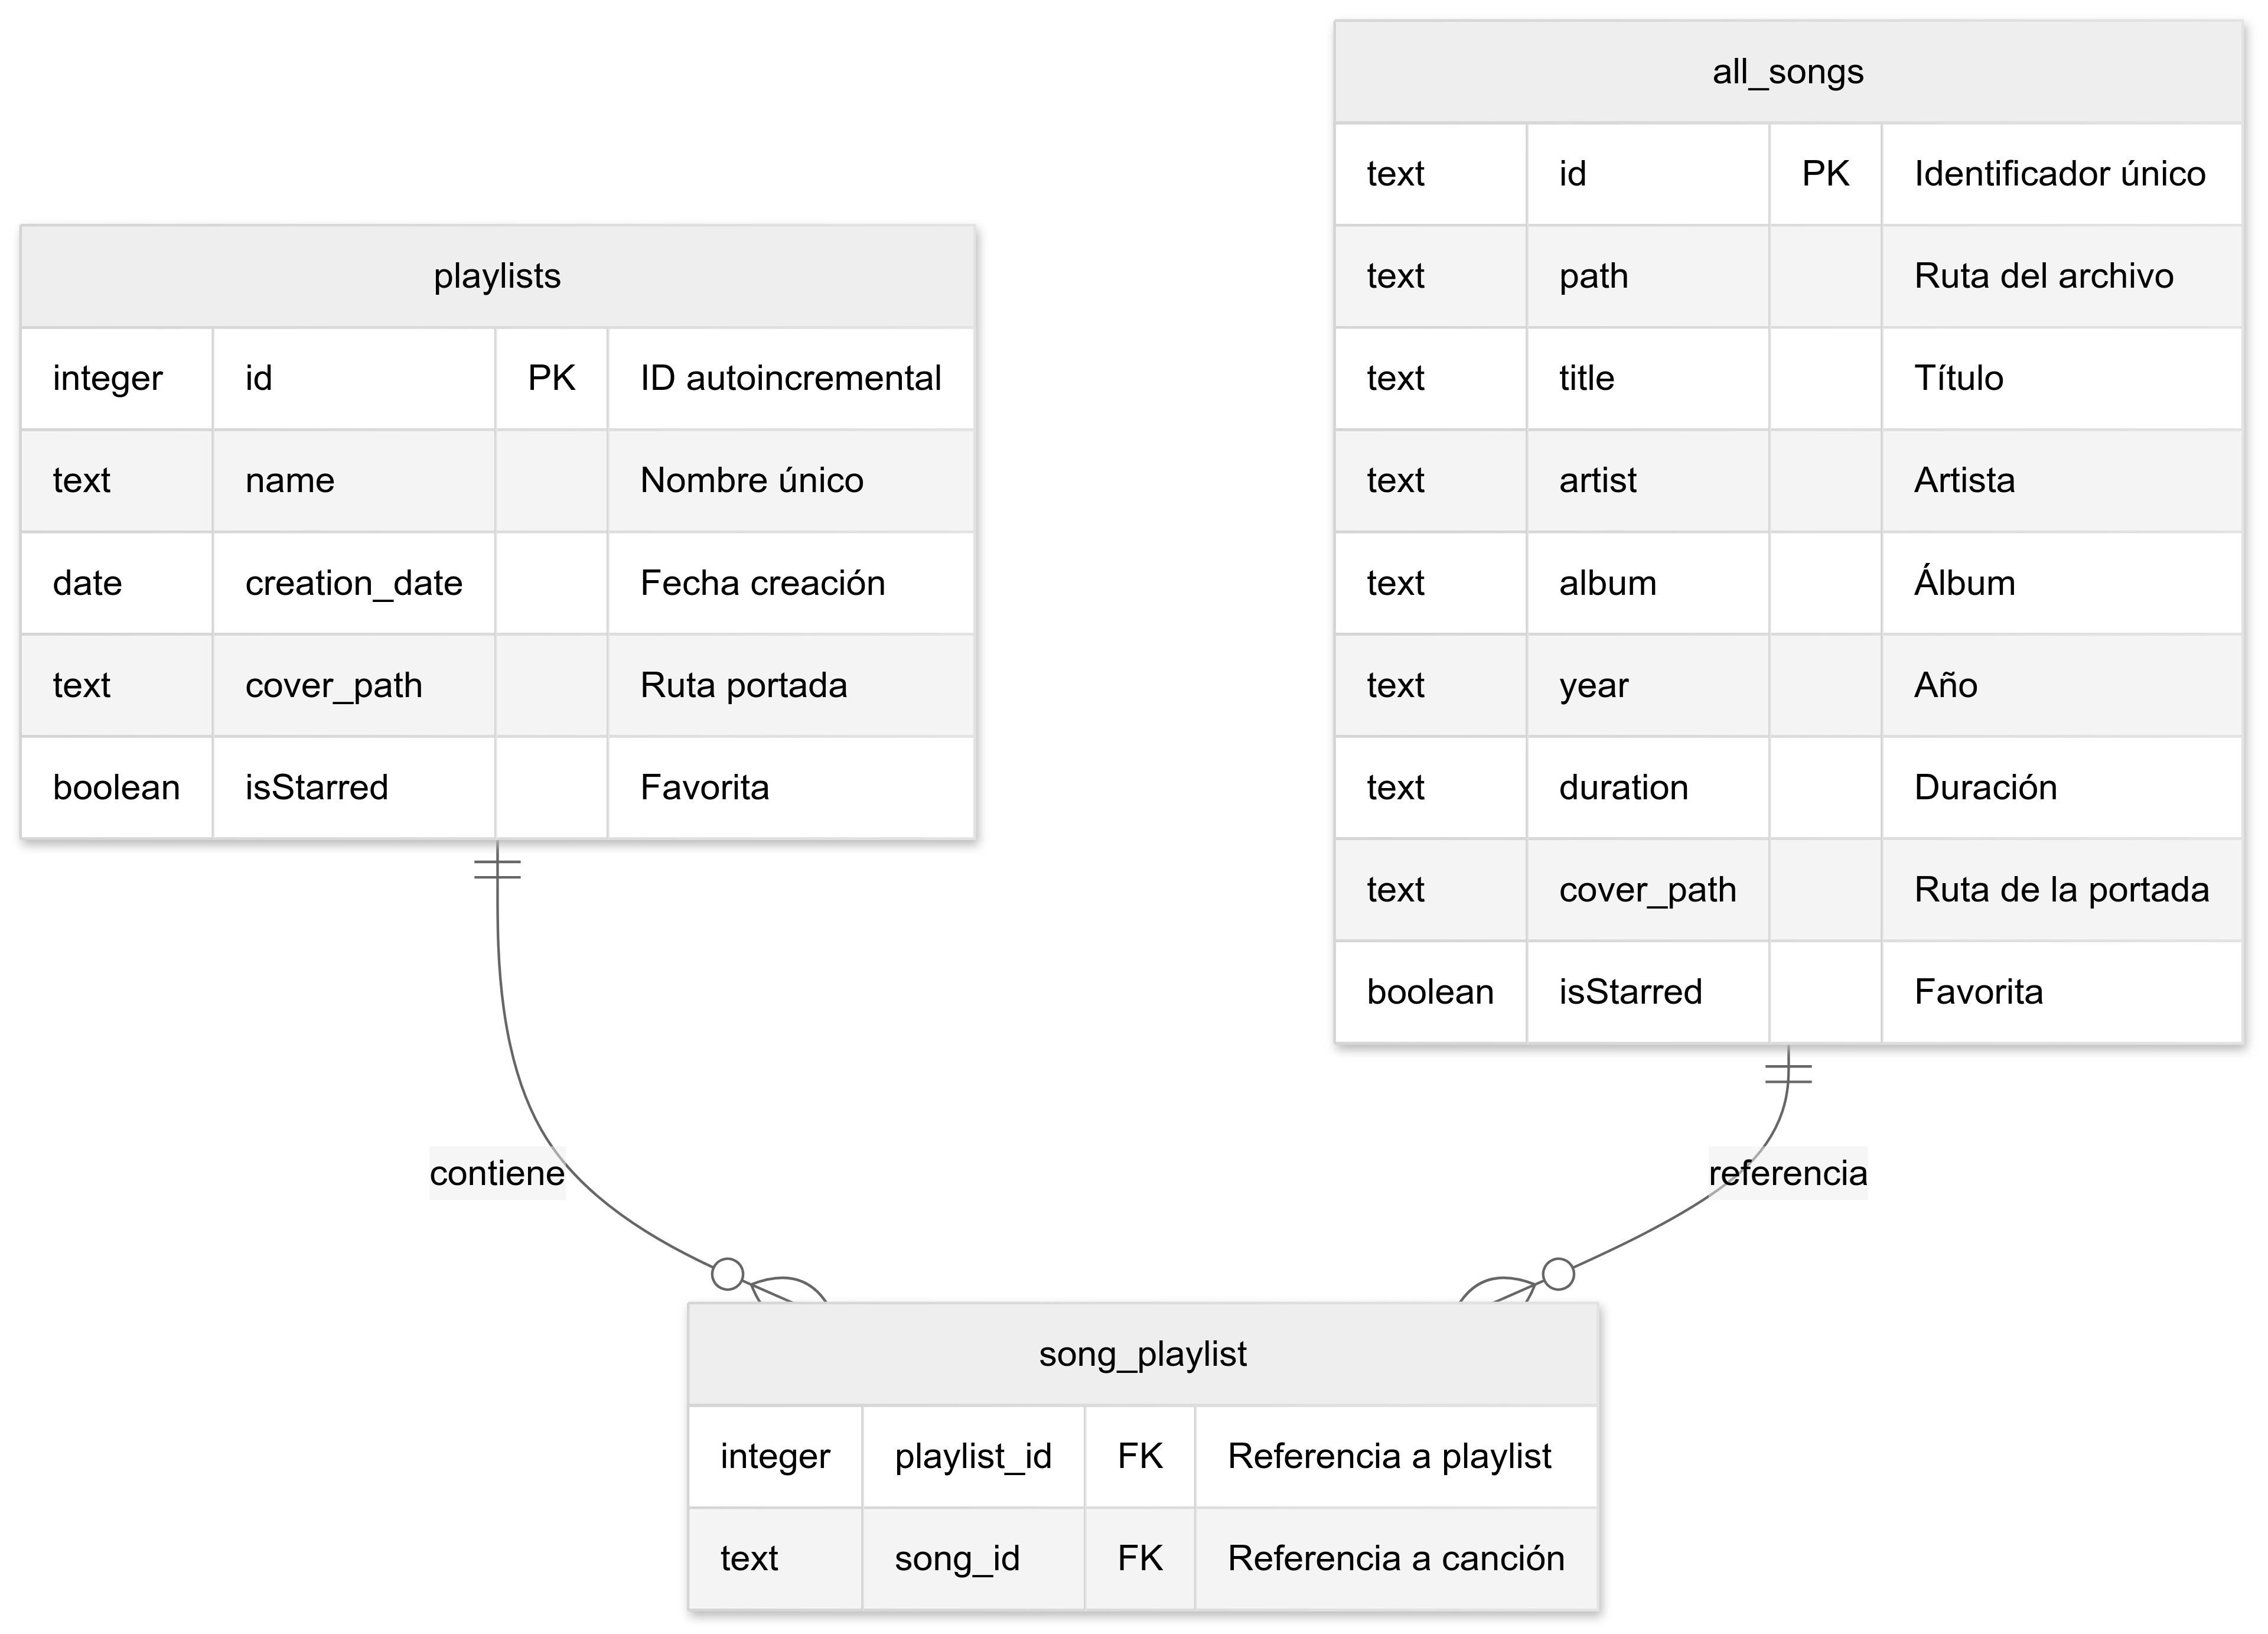 all_songs
text id PK Identificador único
text path Ruta del archivo
text title Título
text artist Artista
text album Álbum
text year Año
text duration Duración
text cover_path Ruta de la portada
boolean isStarred Favorita
playlists
integer id PK ID autoincremental
text name Nombre único
date creation_date Fecha creación
text cover_path Ruta portada
boolean isStarred Favorita
contiene
referencia
song_playlist
integer playlist_id FK Referencia a playlist
text song_id FK Referencia a canción